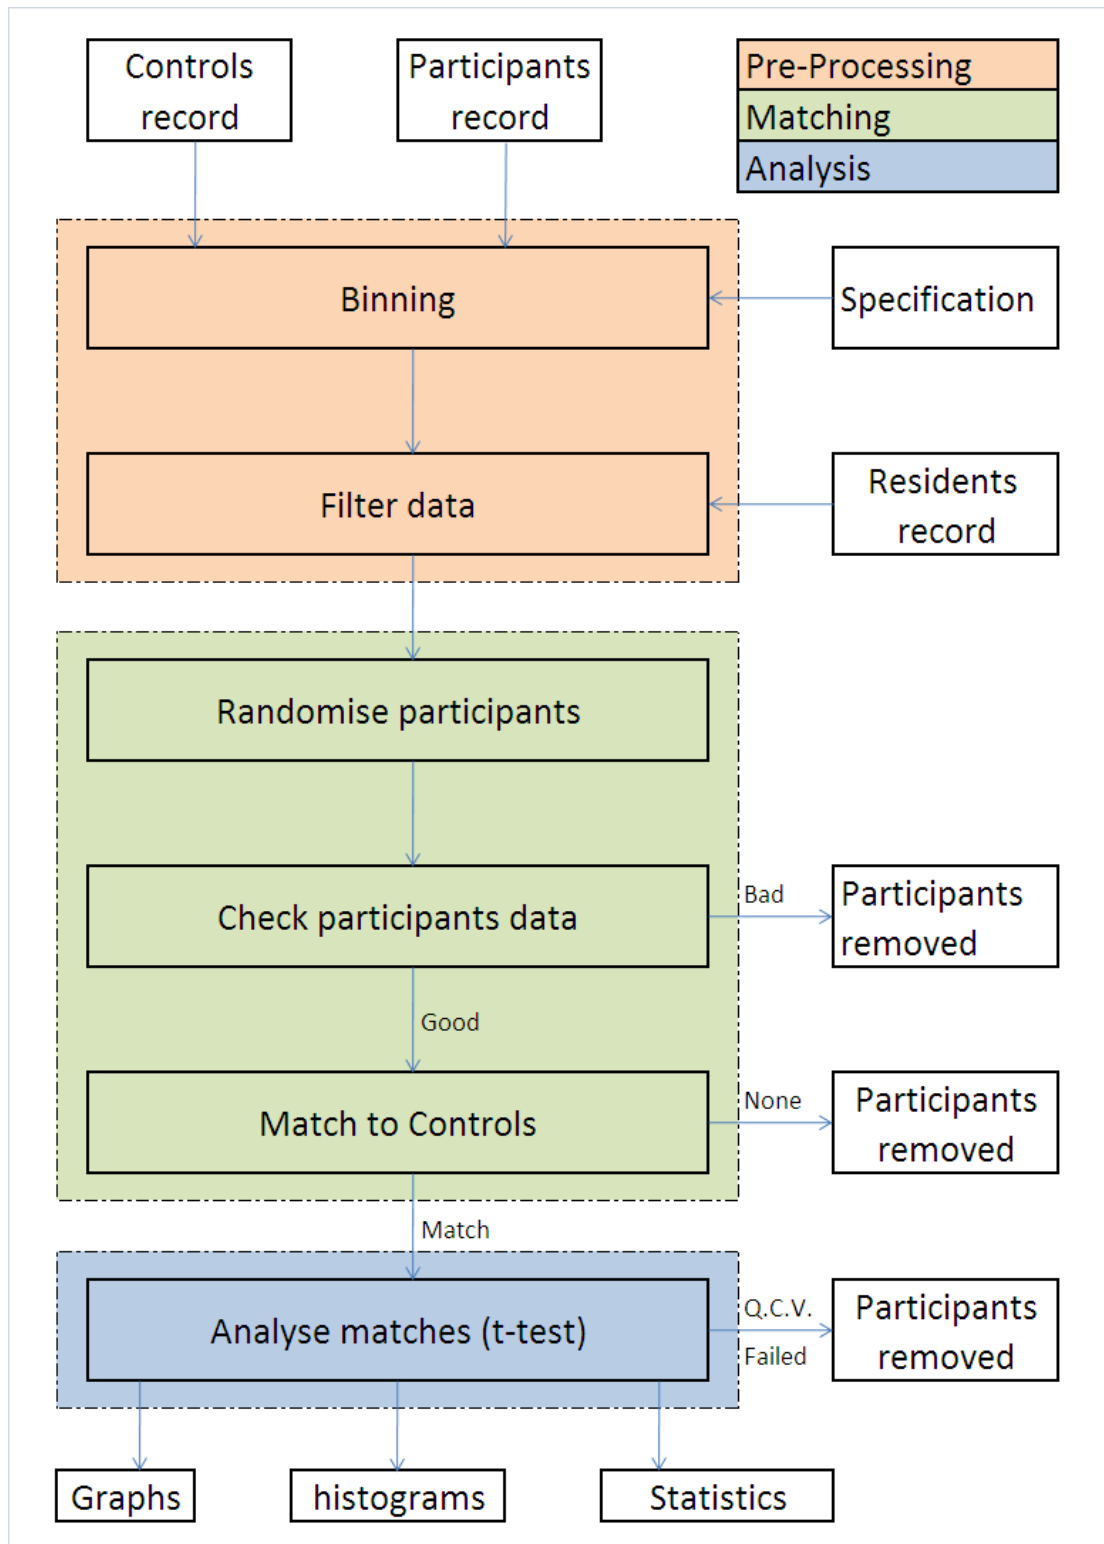 Controls
record
Participants
record
Pre-Processing
Matching
Analysis
Binning
Specification
Filter data
Residents
record
Randomise participants
Check participants data
Bad
Participants
removed
Good
Match to Controls
None
Participants
removed
Match
Analyse matches (t-test)
Q.C.V.
Failed
Participants
removed
Graphs
histograms
Statistics